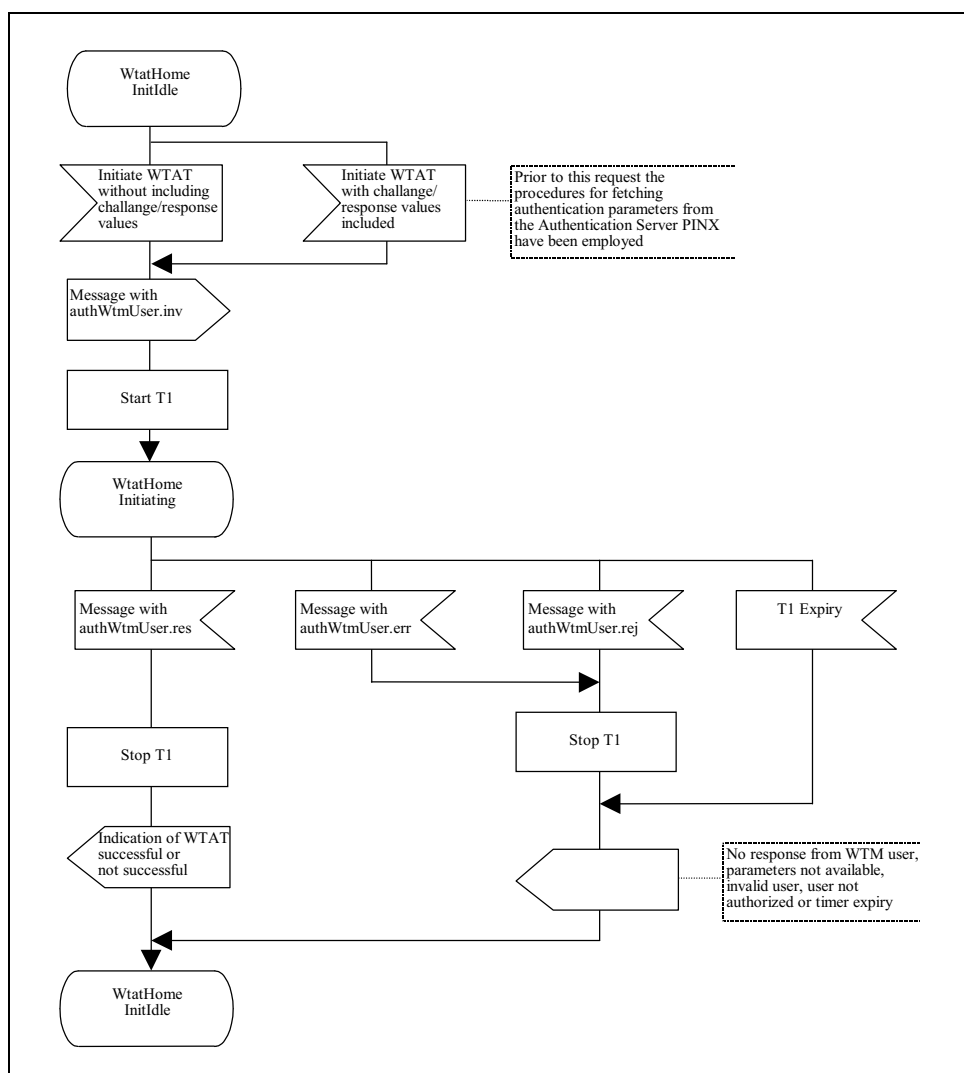 WtatHome
InitIdle
Initiate WTAT
without including
challange/response
values
Initiate WTAT
with challange/
response values
included
Prior to this request the
procedures for fetching
authentication parameters from
the Authentication Server PINX
have been employed
Message with
authWtmUser.inv
Start T1
WtatHome
Initiating
Message with
authWtmUser.res
Message with
authWtmUser.err
Message with
authWtmUser.rej
T1 Expiry
Stop T1
Stop T1
Indication of WTAT
successful or
not successful
No response from WTM user,
parameters not available,
invalid user, user not
authorized or timer expiry
WtatHome
InitIdle